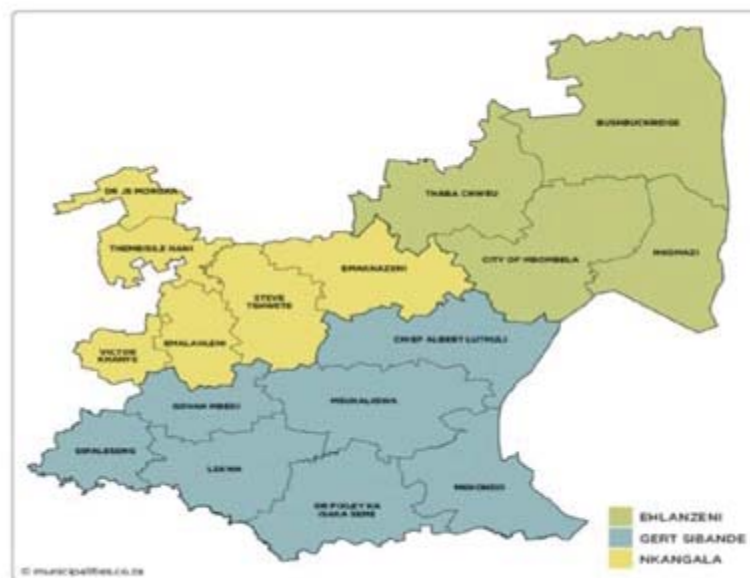 BUSHBUCKRIDGE
THABA CHWEU
DR JS MOROKA
THEMBISILE HANI
CITY OF MBOMBELA
NKOMAZI
EMAKHAZENI
STEVE
TSHWETE
EMALAHLENI
VICTOR
KHANYE
CHIEF ALBERT LUTHULI
GOVAN MBEKI
MSUKALIGWA
DIPALESENG
LEKWA
DR PIXLEY KA
ISAKA SEME
MKHONDO
EHLANZENI
GERT SIBANDE
NKANGALA
© municipalities.co.za